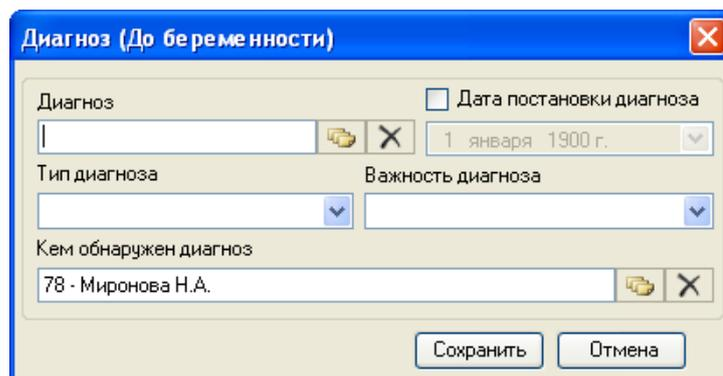 Диагноз (До беременности)
Диагноз
Дата постановки диагноза
1 января 1900 г.
Тип диагноза
Важность диагноза
Кем обнаружен диагноз
78 - Миронова Н.А.
Сохранить
Отмена